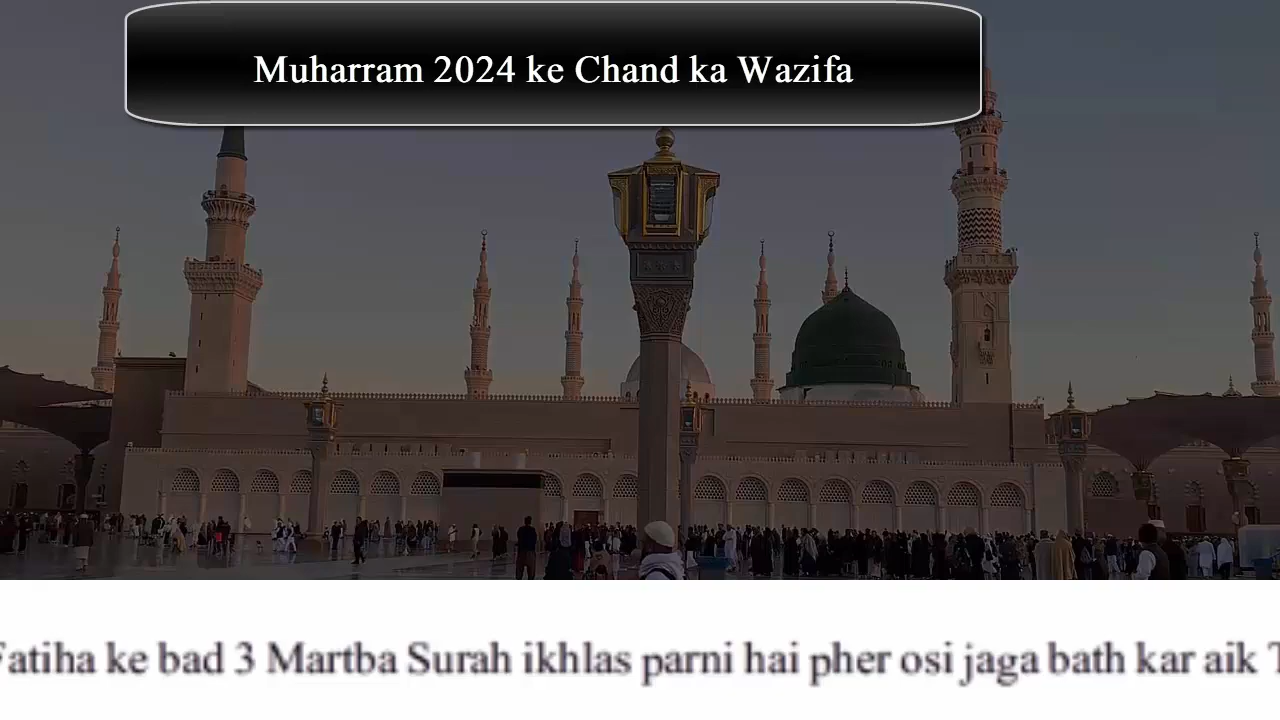 Muharram 2024 ke Chand ka Wazifa
Fatiha ke bad 3 Martba Surah ikhlas parni hai pher osi jaga bath kar aik